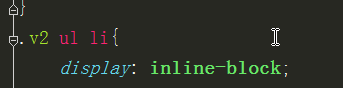 }
.v2 ul li{
display: inline-block;